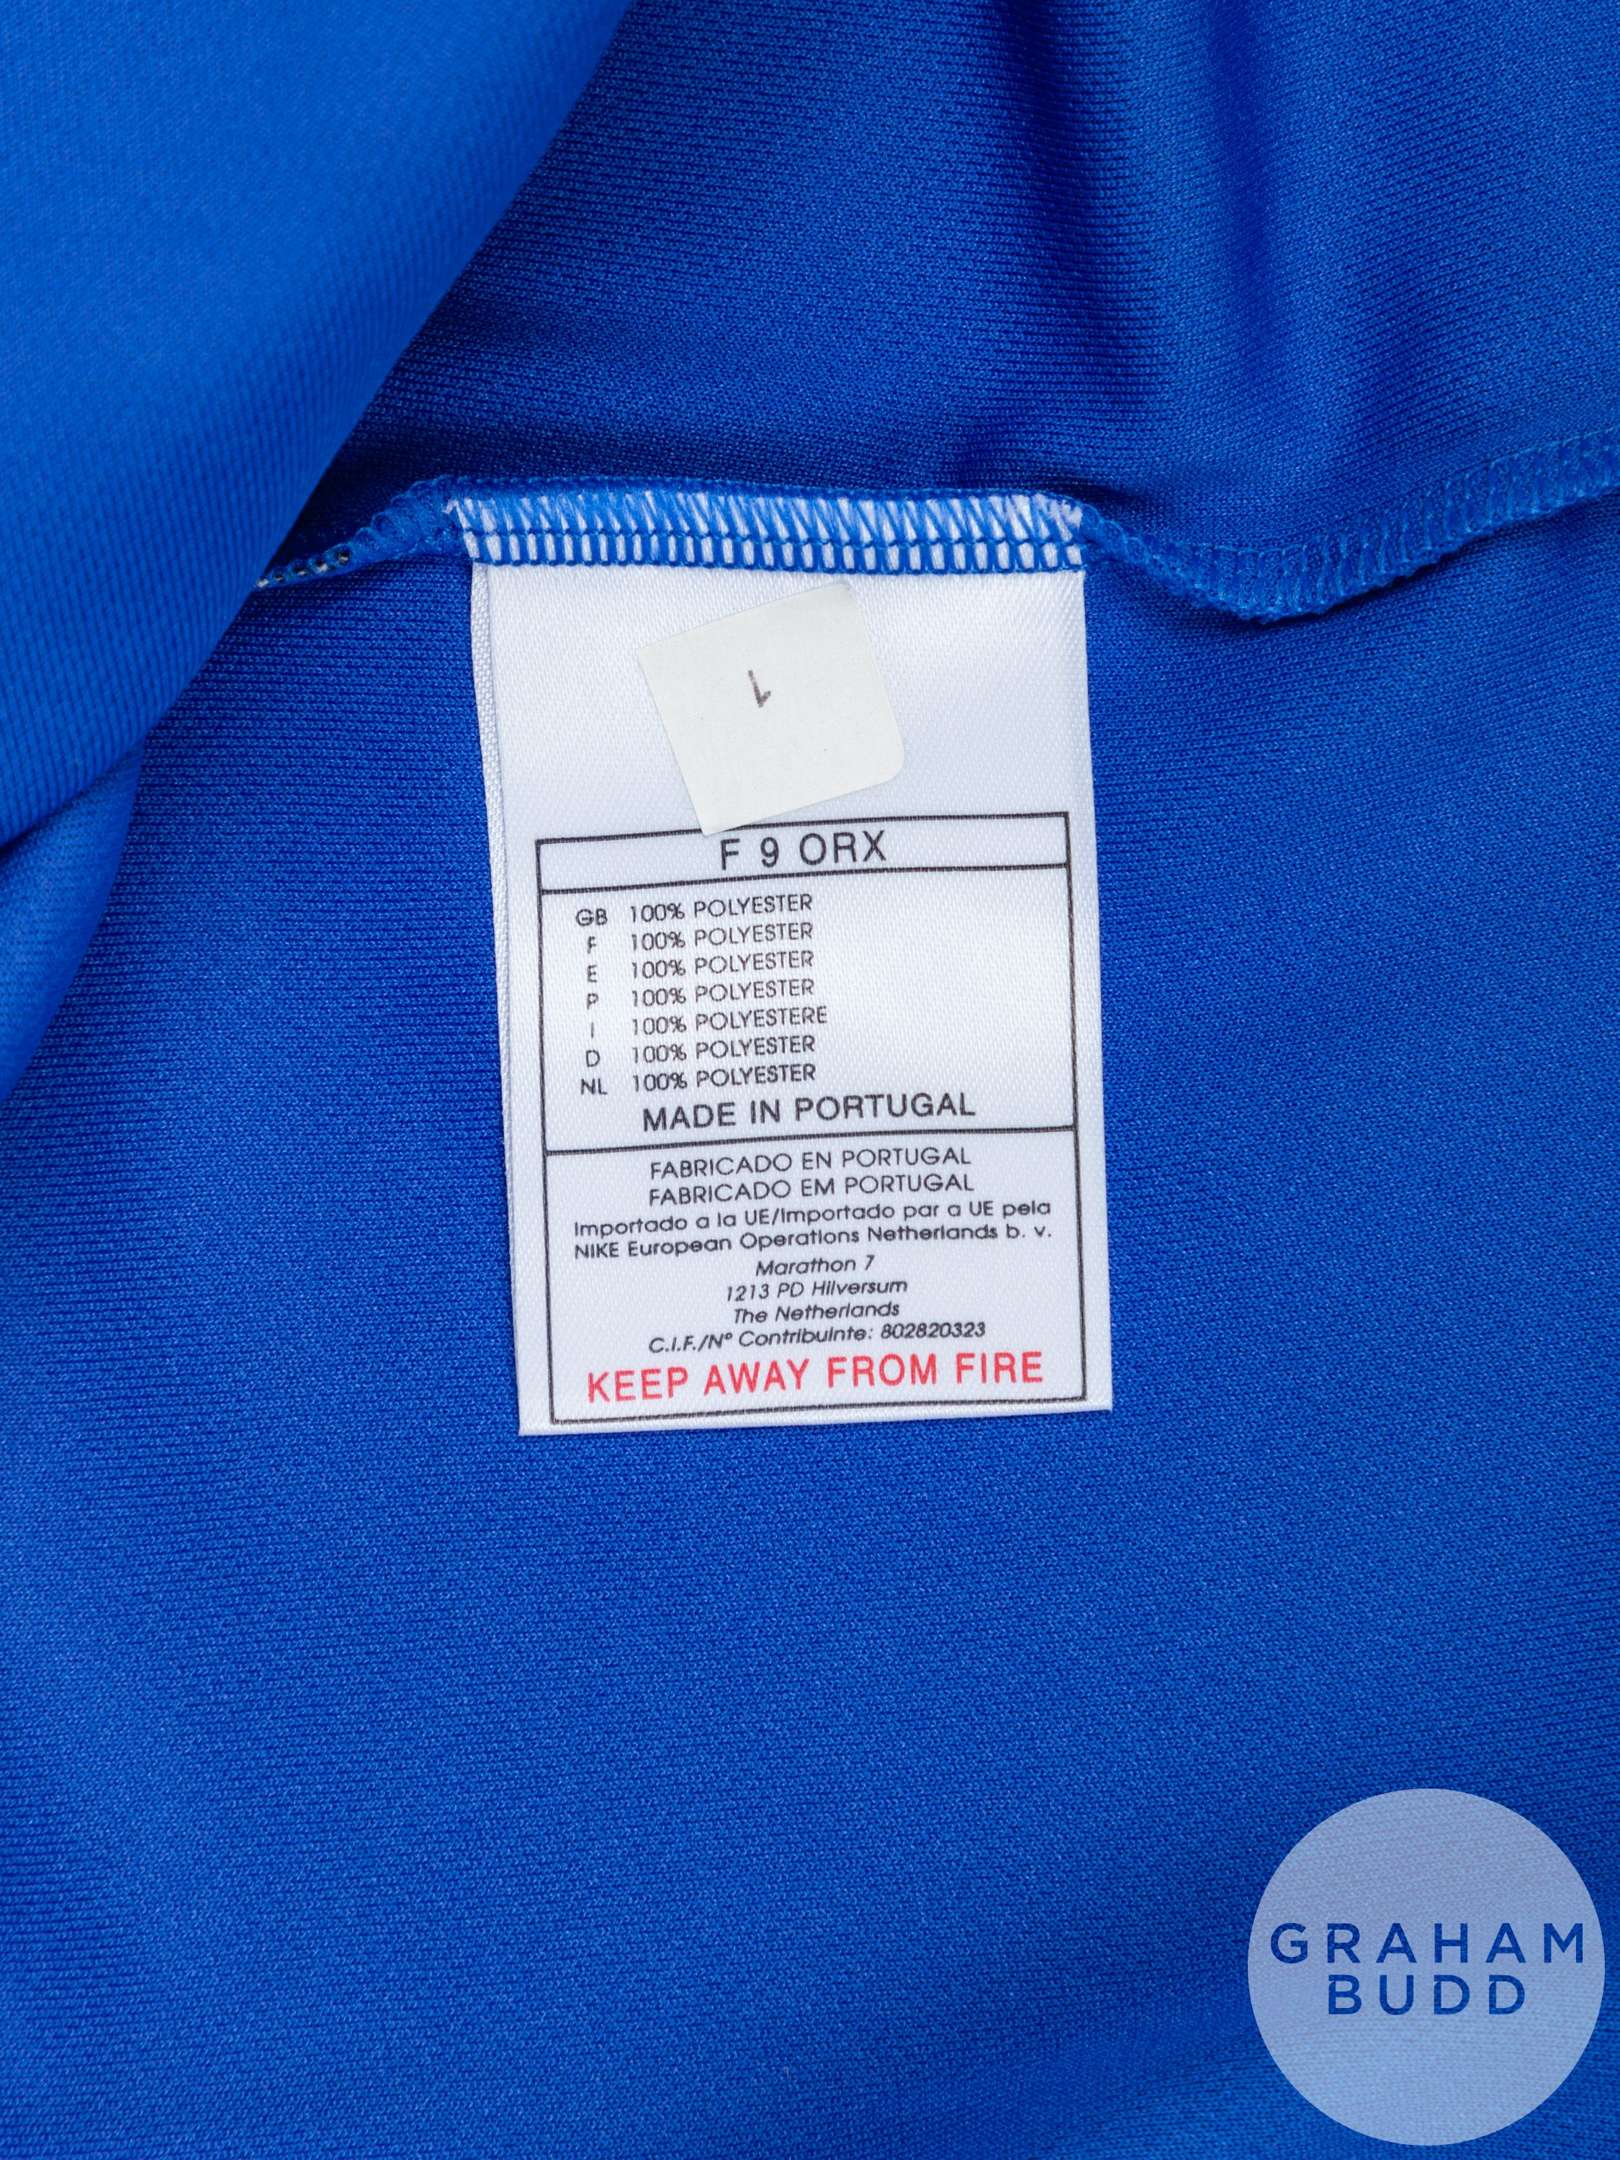 1
F 9 ORX
GB 100% POLYESTER
F 100% POLYESTER
E 100% POLYESTER
P 100% POLYESTER
I 100% POLYESTERE
D 100% POLYESTER
NL 100% POLYESTER
MADE IN PORTUGAL
FABRICADO EN PORTUGAL
FABRICADO EM PORTUGAL
Importado a la UE/Importado par a UE pela
NIKE European Operations Netherlands b. v.
Marathon 7
1213 PD Hilversum
The Netherlands
C.I.F./Nº Contribuinte: 802820323
KEEP AWAY FROM FIRE
GRAHAM
BUDD